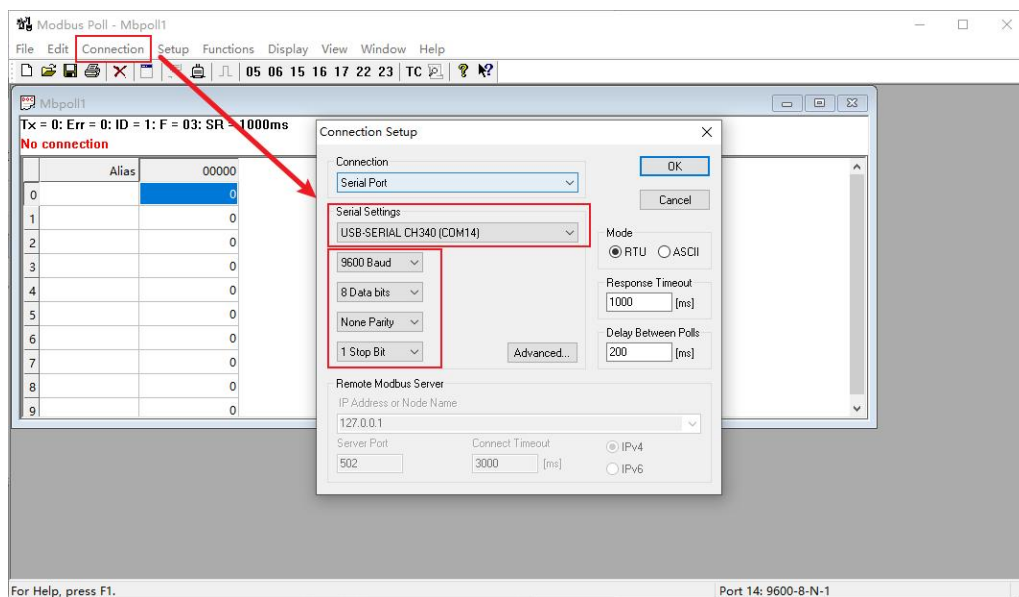 Modbus Poll - Mbpoll1
File Edit Connection Setup Functions Display View Window Help
05 06 15 16 17 22 23 TC
Mbpoll1
Tx = 0: Err = 0: ID = 1: F = 03: SR = 1000ms
No connection
Alias 00000
0 0
1 0
2 0
3 0
4 0
5 0
6 0
7 0
8 0
9 0
Connection Setup
Connection
Serial Port
OK
Cancel
Serial Settings
USB-SERIAL CH340 (COM14)
9600 Baud
8 Data bits
None Parity
1 Stop Bit
Advanced...
Mode
RTU ASCII
Response Timeout
1000 [ms]
Delay Between Polls
200 [ms]
Remote Modbus Server
IP Address or Node Name
127.0.0.1
Server Port Connect Timeout
502 3000 [ms]
IPv4
IPv6
For Help, press F1.
Port 14: 9600-8-N-1